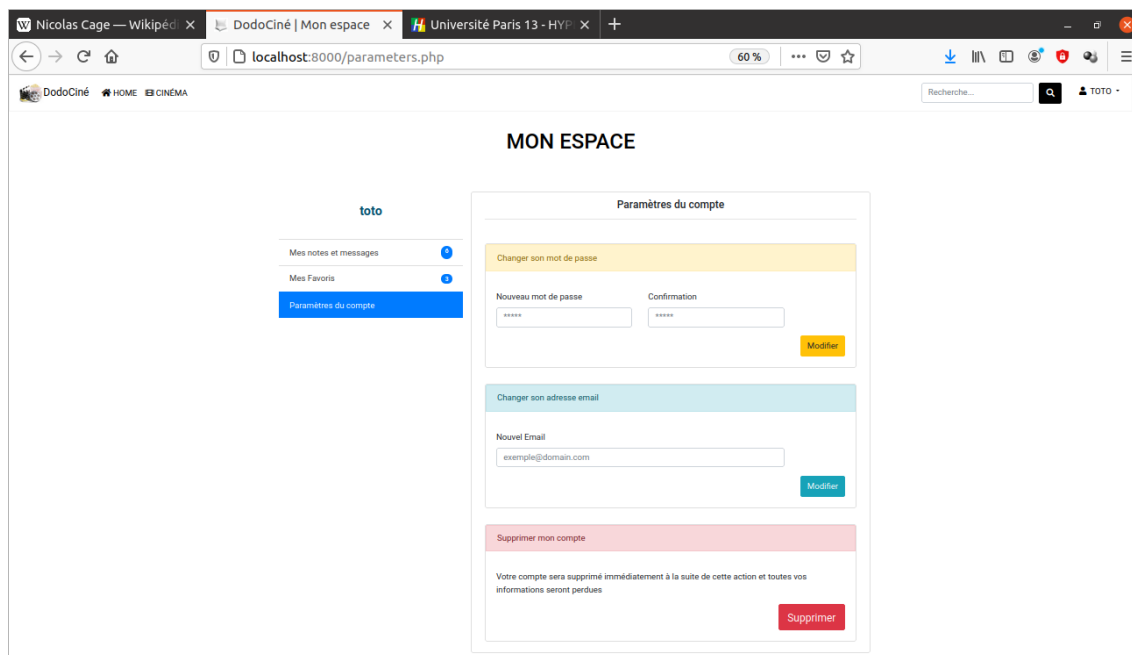 Nicolas Cage — Wikipéd
DodoCiné | Mon espace
Université Paris 13 - HYP
localhost:8000/parameters.php
60 %
DodoCiné HOME CINÉMA
Recherche...
TOTO
MON ESPACE
toto
Mes notes et messages
Mes Favoris 3
Paramètres du compte
Paramètres du compte
Changer son mot de passe
Nouveau mot de passe Confirmation
***** *****
Modifier
Changer son adresse email
Nouvel Email
exemple@domain.com
Modifier
Supprimer mon compte
Votre compte sera supprimé immédiatement à la suite de cette action et toutes vos
informations seront perdues
Supprimer